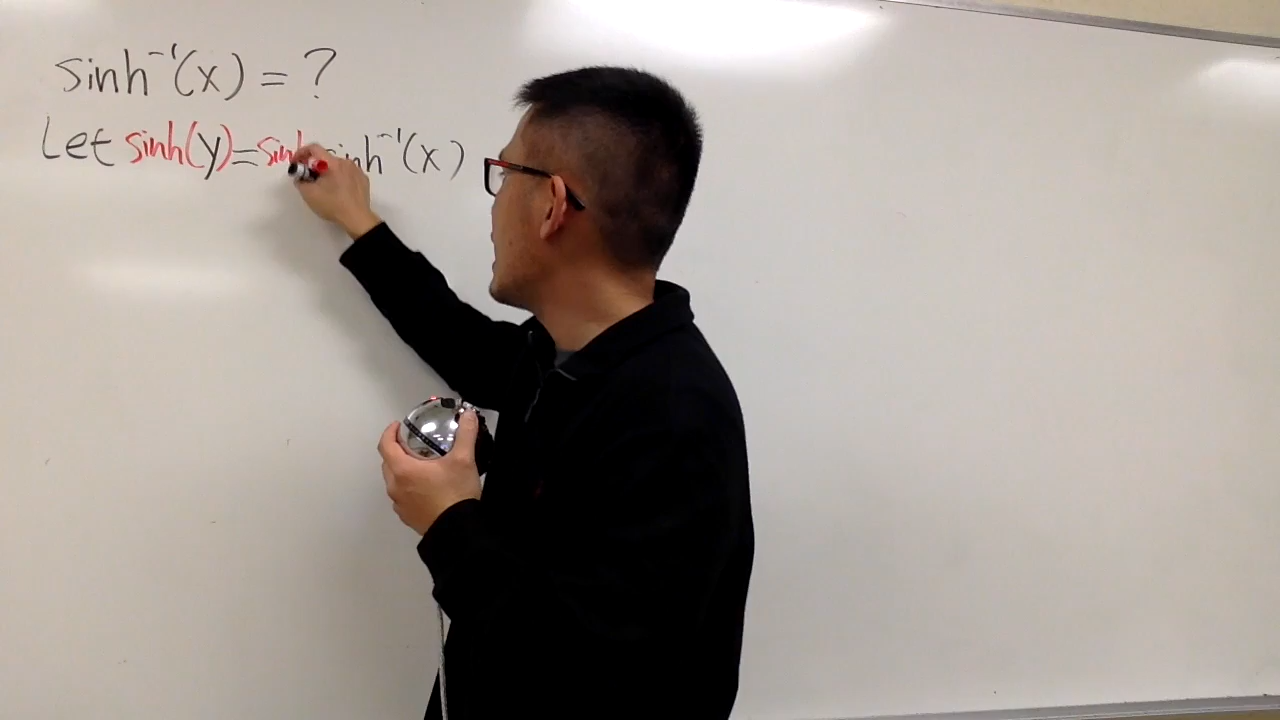 sinh⁻¹(x) = ?
Let sinh(y) = sinh sinh⁻¹(x)